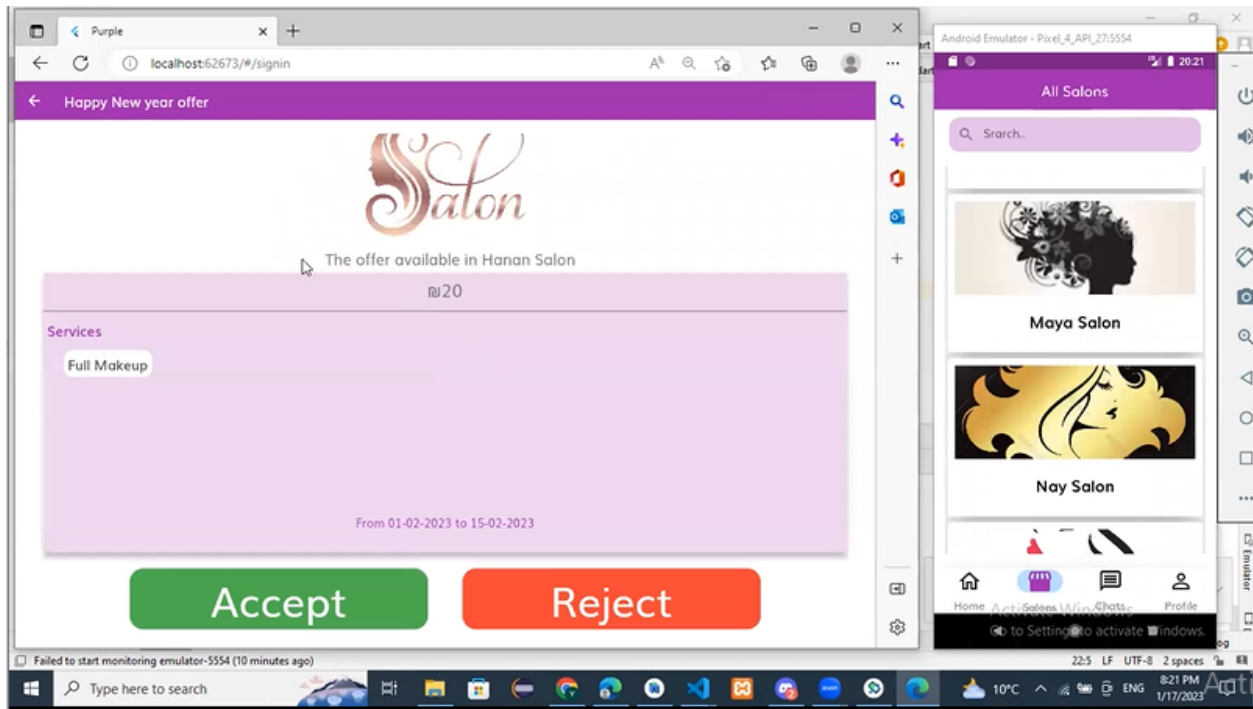 Purple
localhost:62673/#/signin
Happy New year offer
Salon
The offer available in Hanan Salon
₪20
Services
Full Makeup
From 01-02-2023 to 15-02-2023
Accept
Reject
Android Emulator - Pixel_4_API_27:5554
20:21
All Salons
Srarch..
Maya Salon
Nay Salon
Home
Salons
Chats
Profile
Activate Windows
Go to Settings to activate Windows.
Emulator
Failed to start monitoring emulator-5554 (10 minutes ago)
22:5 LF UTF-8 2 spaces
Type here to search
10°C
ENG
8:21 PM
1/17/2023